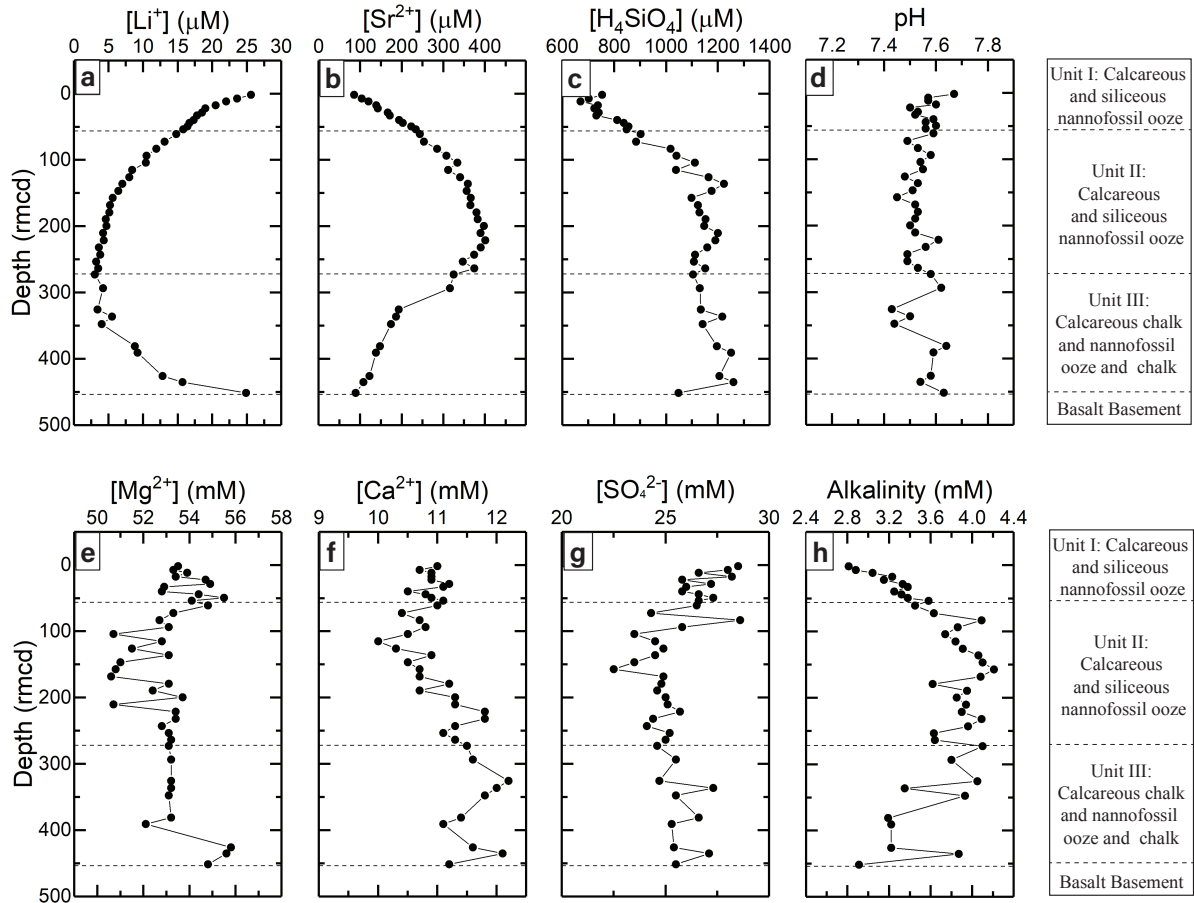 [Li⁺] (μM)
0 5 10 15 20 25 30
[Sr²⁺] (μM)
0 100 200 300 400
[H₄SiO₄] (μM)
600 800 1000 1200 1400
pH
7.2 7.4 7.6 7.8
a
b
c
d
Depth (rmcd)
0
100
200
300
400
500
Unit I: Calcareous
and siliceous
nannofossil ooze
Unit II:
Calcareous
and siliceous
nannofossil ooze
Unit III:
Calcareous chalk
and nannofossil
ooze and chalk
Basalt Basement
[Mg²⁺] (mM)
50 52 54 56 58
[Ca²⁺] (mM)
9 10 11 12
[SO₄²⁻] (mM)
20 25 30
Alkalinity (mM)
2.4 2.8 3.2 3.6 4.0 4.4
e
f
g
h
Depth (rmcd)
0
100
200
300
400
500
Unit I: Calcareous
and siliceous
nannofossil ooze
Unit II:
Calcareous
and siliceous
nannofossil ooze
Unit III:
Calcareous chalk
and nannofossil
ooze and chalk
Basalt Basement